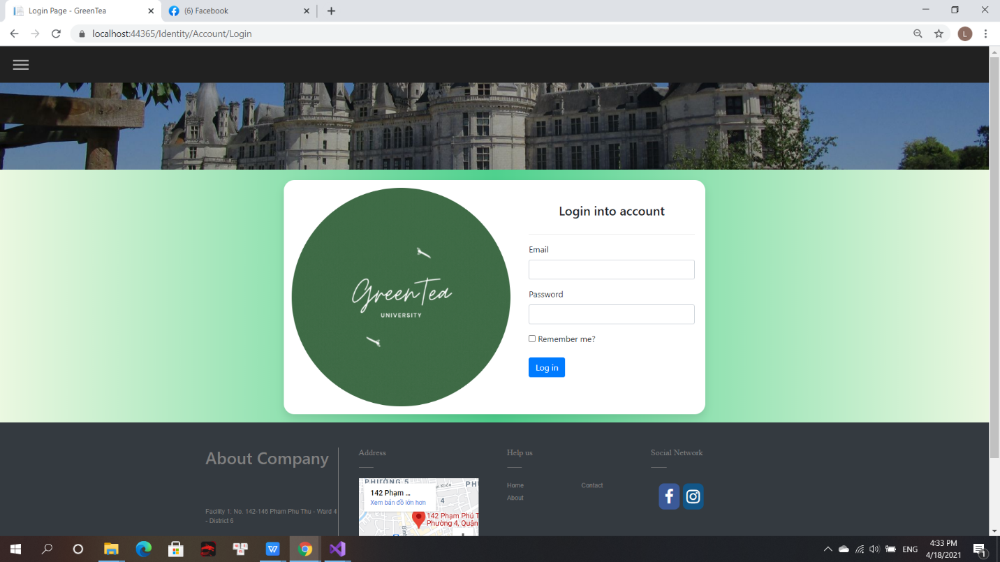 Login Page - GreenTea
(6) Facebook
localhost:44365/Identity/Account/Login
L
GreenTea
UNIVERSITY
Login into account
Email
Password
Remember me?
Log in
About Company
Facility 1: No. 142-146 Pham Phu Thu - Ward 4
- District 6
Address
PHƯỜNG 5
PH
142 Phạm ...
Xem bản đồ lớn hơn
4
142 Phạm Phú T
Phường 4, Quận
Help us
Home
Contact
About
Social Network
ENG
4:33 PM
4/18/2021
1